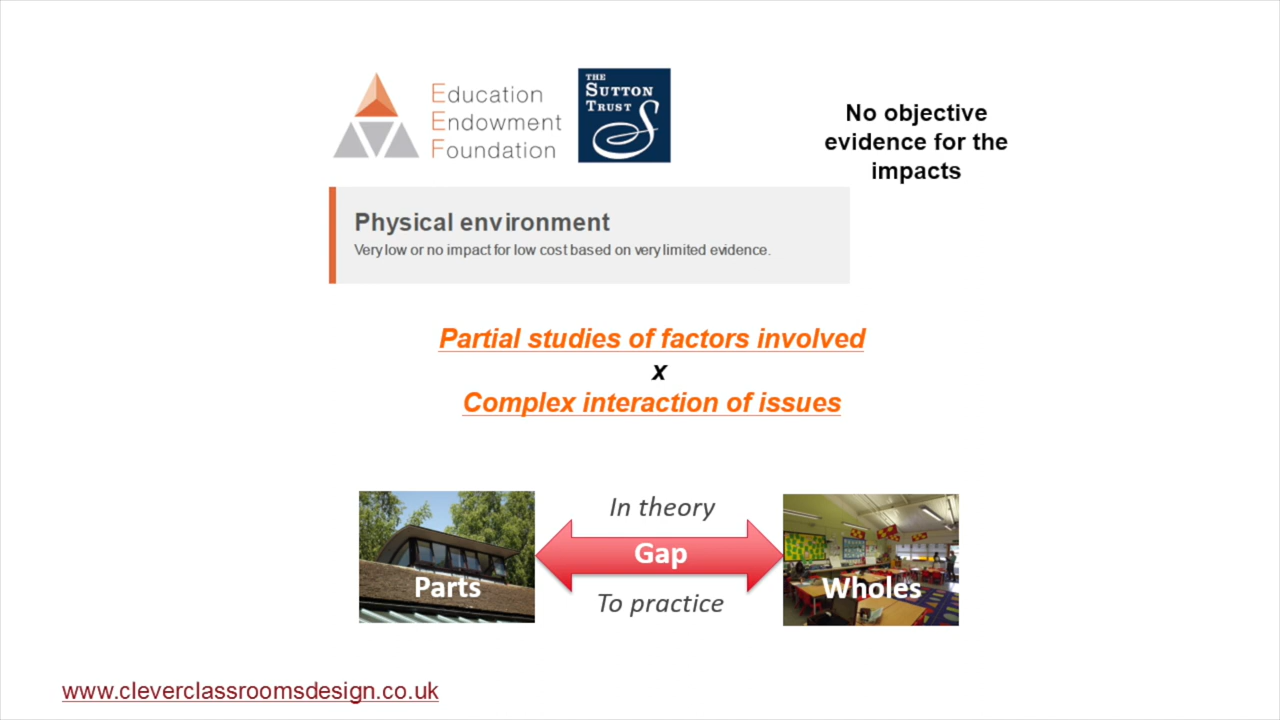 Education
Endowment
Foundation
THE
SUTTON
TRUST
No objective
evidence for the
impacts
Physical environment
Very low or no impact for low cost based on very limited evidence.
Partial studies of factors involved
x
Complex interaction of issues
In theory
Gap
To practice
Parts
Wholes
www.cleverclassroomsdesign.co.uk